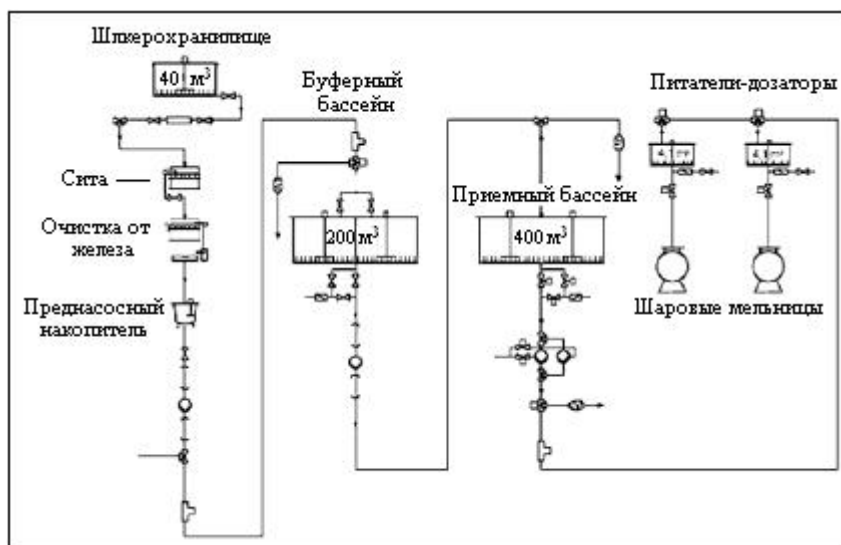 Шлкерохранилище
40 м³
Буферный
бассейн
Питатели-дозаторы
Сита
Приемный бассейн
Очистка от
железа
200 м³
400 м³
Преднасосный
накопитель
Шаровые мельницы